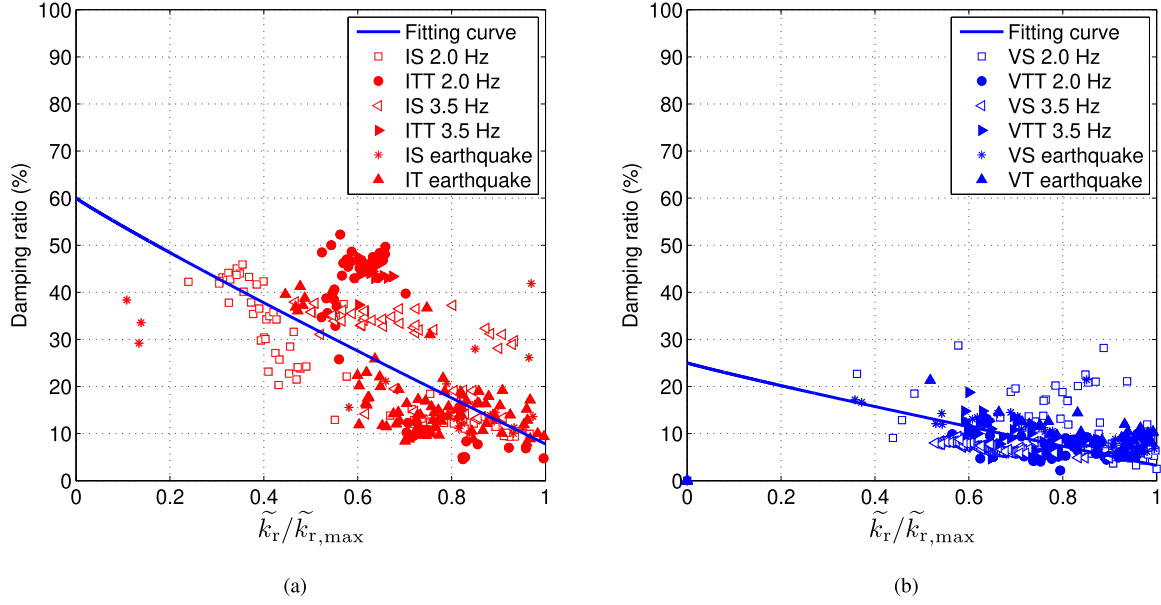 100
90
80
70
60
50
40
30
20
10
0
Damping ratio (%)
Fitting curve
IS 2.0 Hz
ITT 2.0 Hz
IS 3.5 Hz
ITT 3.5 Hz
IS earthquake
IT earthquake
0 0.2 0.4 0.6 0.8 1
k̃r/k̃r,max
(a)
100
90
80
70
60
50
40
30
20
10
0
Damping ratio (%)
Fitting curve
VS 2.0 Hz
VTT 2.0 Hz
VS 3.5 Hz
VTT 3.5 Hz
VS earthquake
VT earthquake
0 0.2 0.4 0.6 0.8 1
k̃r/k̃r,max
(b)